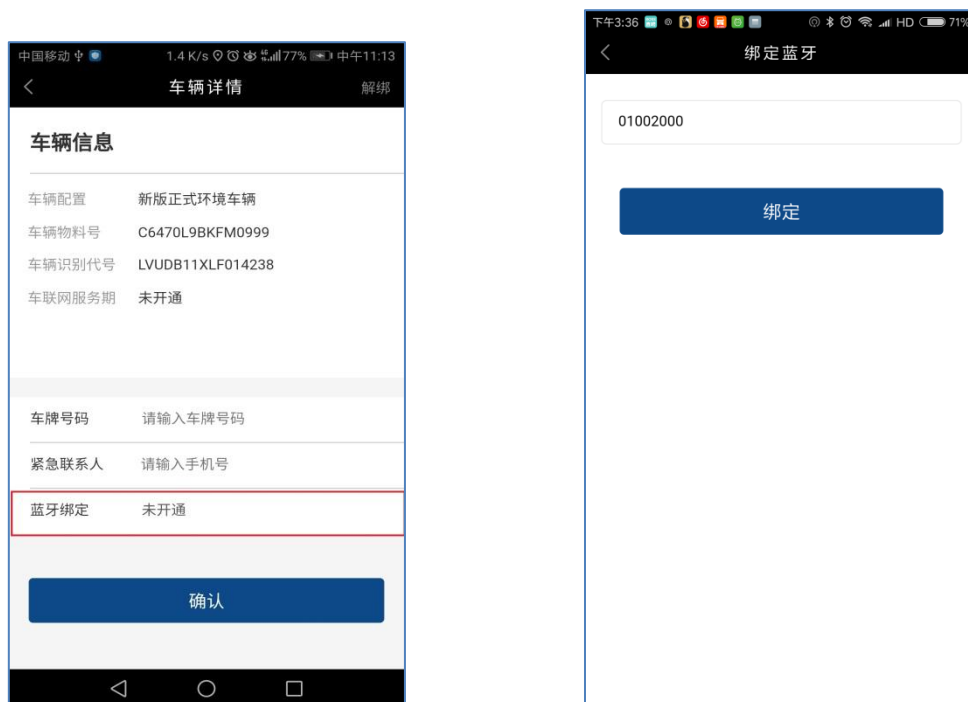 中国移动 1.4 K/s 77% 中午11:13
车辆详情 解绑
车辆信息
车辆配置 新版正式环境车辆
车辆物料号 C6470L9BKFM0999
车辆识别代号 LVUDB11XLF014238
车联网服务期 未开通
车牌号码 请输入车牌号码
紧急联系人 请输入手机号
蓝牙绑定 未开通
确认
下午3:36 HD 71%
绑定蓝牙
01002000
绑定